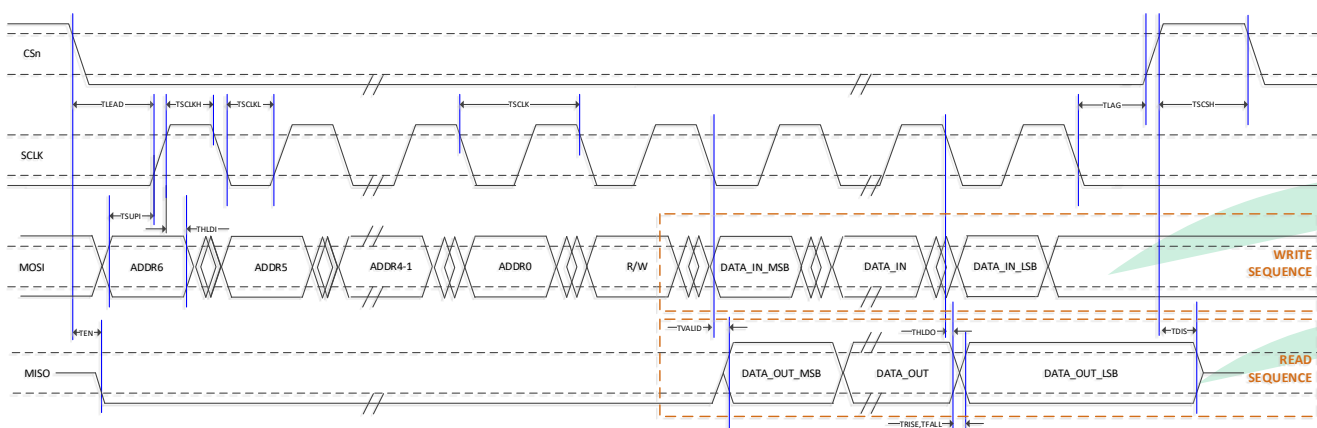 CSn
TLEAD
TSCLKH
TSCLKL
TSCLK
TLAG
TSCSH
SCLK
TSUPI
THLDI
MOSI
ADDR6
ADDR5
ADDR4-1
ADDR0
R/W
DATA_IN_MSB
DATA_IN
DATA_IN_LSB
WRITE
SEQUENCE
TEN
TVALID
THLDO
TDIS
MISO
DATA_OUT_MSB
DATA_OUT
DATA_OUT_LSB
READ
SEQUENCE
TRISE,TFALL